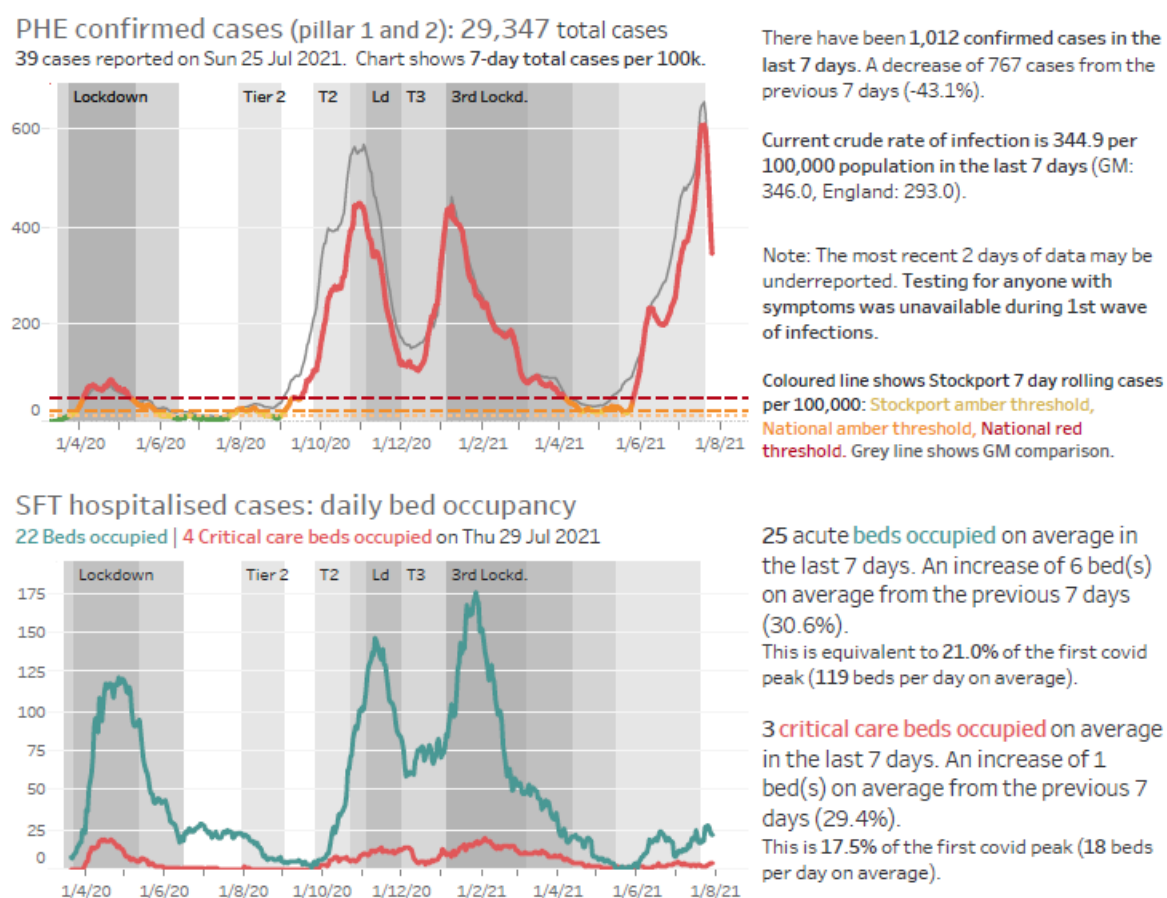 PHE confirmed cases (pillar 1 and 2): 29,347 total cases
39 cases reported on Sun 25 Jul 2021. Chart shows 7-day total cases per 100k.
Lockdown
Tier 2
T2
Ld
T3
3rd Lockd.
600
400
200
0
1/4/20
1/6/20
1/8/20
1/10/20
1/12/20
1/2/21
1/4/21
1/6/21
1/8/21
There have been 1,012 confirmed cases in the
last 7 days. A decrease of 767 cases from the
previous 7 days (-43.1%).
Current crude rate of infection is 344.9 per
100,000 population in the last 7 days (GM:
346.0, England: 293.0).
Note: The most recent 2 days of data may be
underreported. Testing for anyone with
symptoms was unavailable during 1st wave
of infections.
Coloured line shows Stockport 7 day rolling cases
per 100,000: Stockport amber threshold,
National amber threshold, National red
threshold. Grey line shows GM comparison.
SFT hospitalised cases: daily bed occupancy
22 Beds occupied | 4 Critical care beds occupied on Thu 29 Jul 2021
Lockdown
Tier 2
T2
Ld
T3
3rd Lockd.
175
150
125
100
75
50
25
0
1/4/20
1/6/20
1/8/20
1/10/20
1/12/20
1/2/21
1/4/21
1/6/21
1/8/21
25 acute beds occupied on average in
the last 7 days. An increase of 6 bed(s)
on average from the previous 7 days
(30.6%).
This is equivalent to 21.0% of the first covid
peak (119 beds per day on average).
3 critical care beds occupied on average
in the last 7 days. An increase of 1
bed(s) on average from the previous 7
days (29.4%).
This is 17.5% of the first covid peak (18 beds
per day on average).